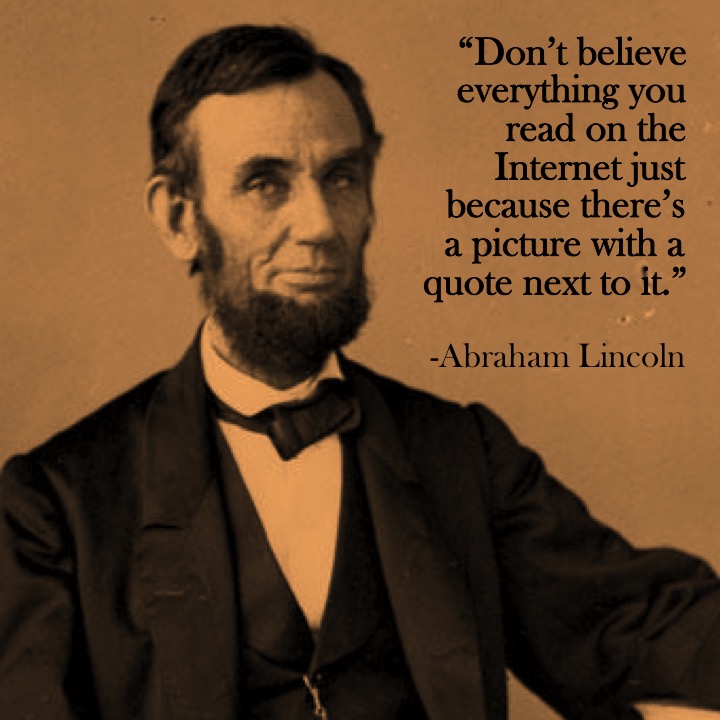 “Don’t believe
everything you
read on the
Internet just
because there’s
a picture with a
quote next to it.”
-Abraham Lincoln